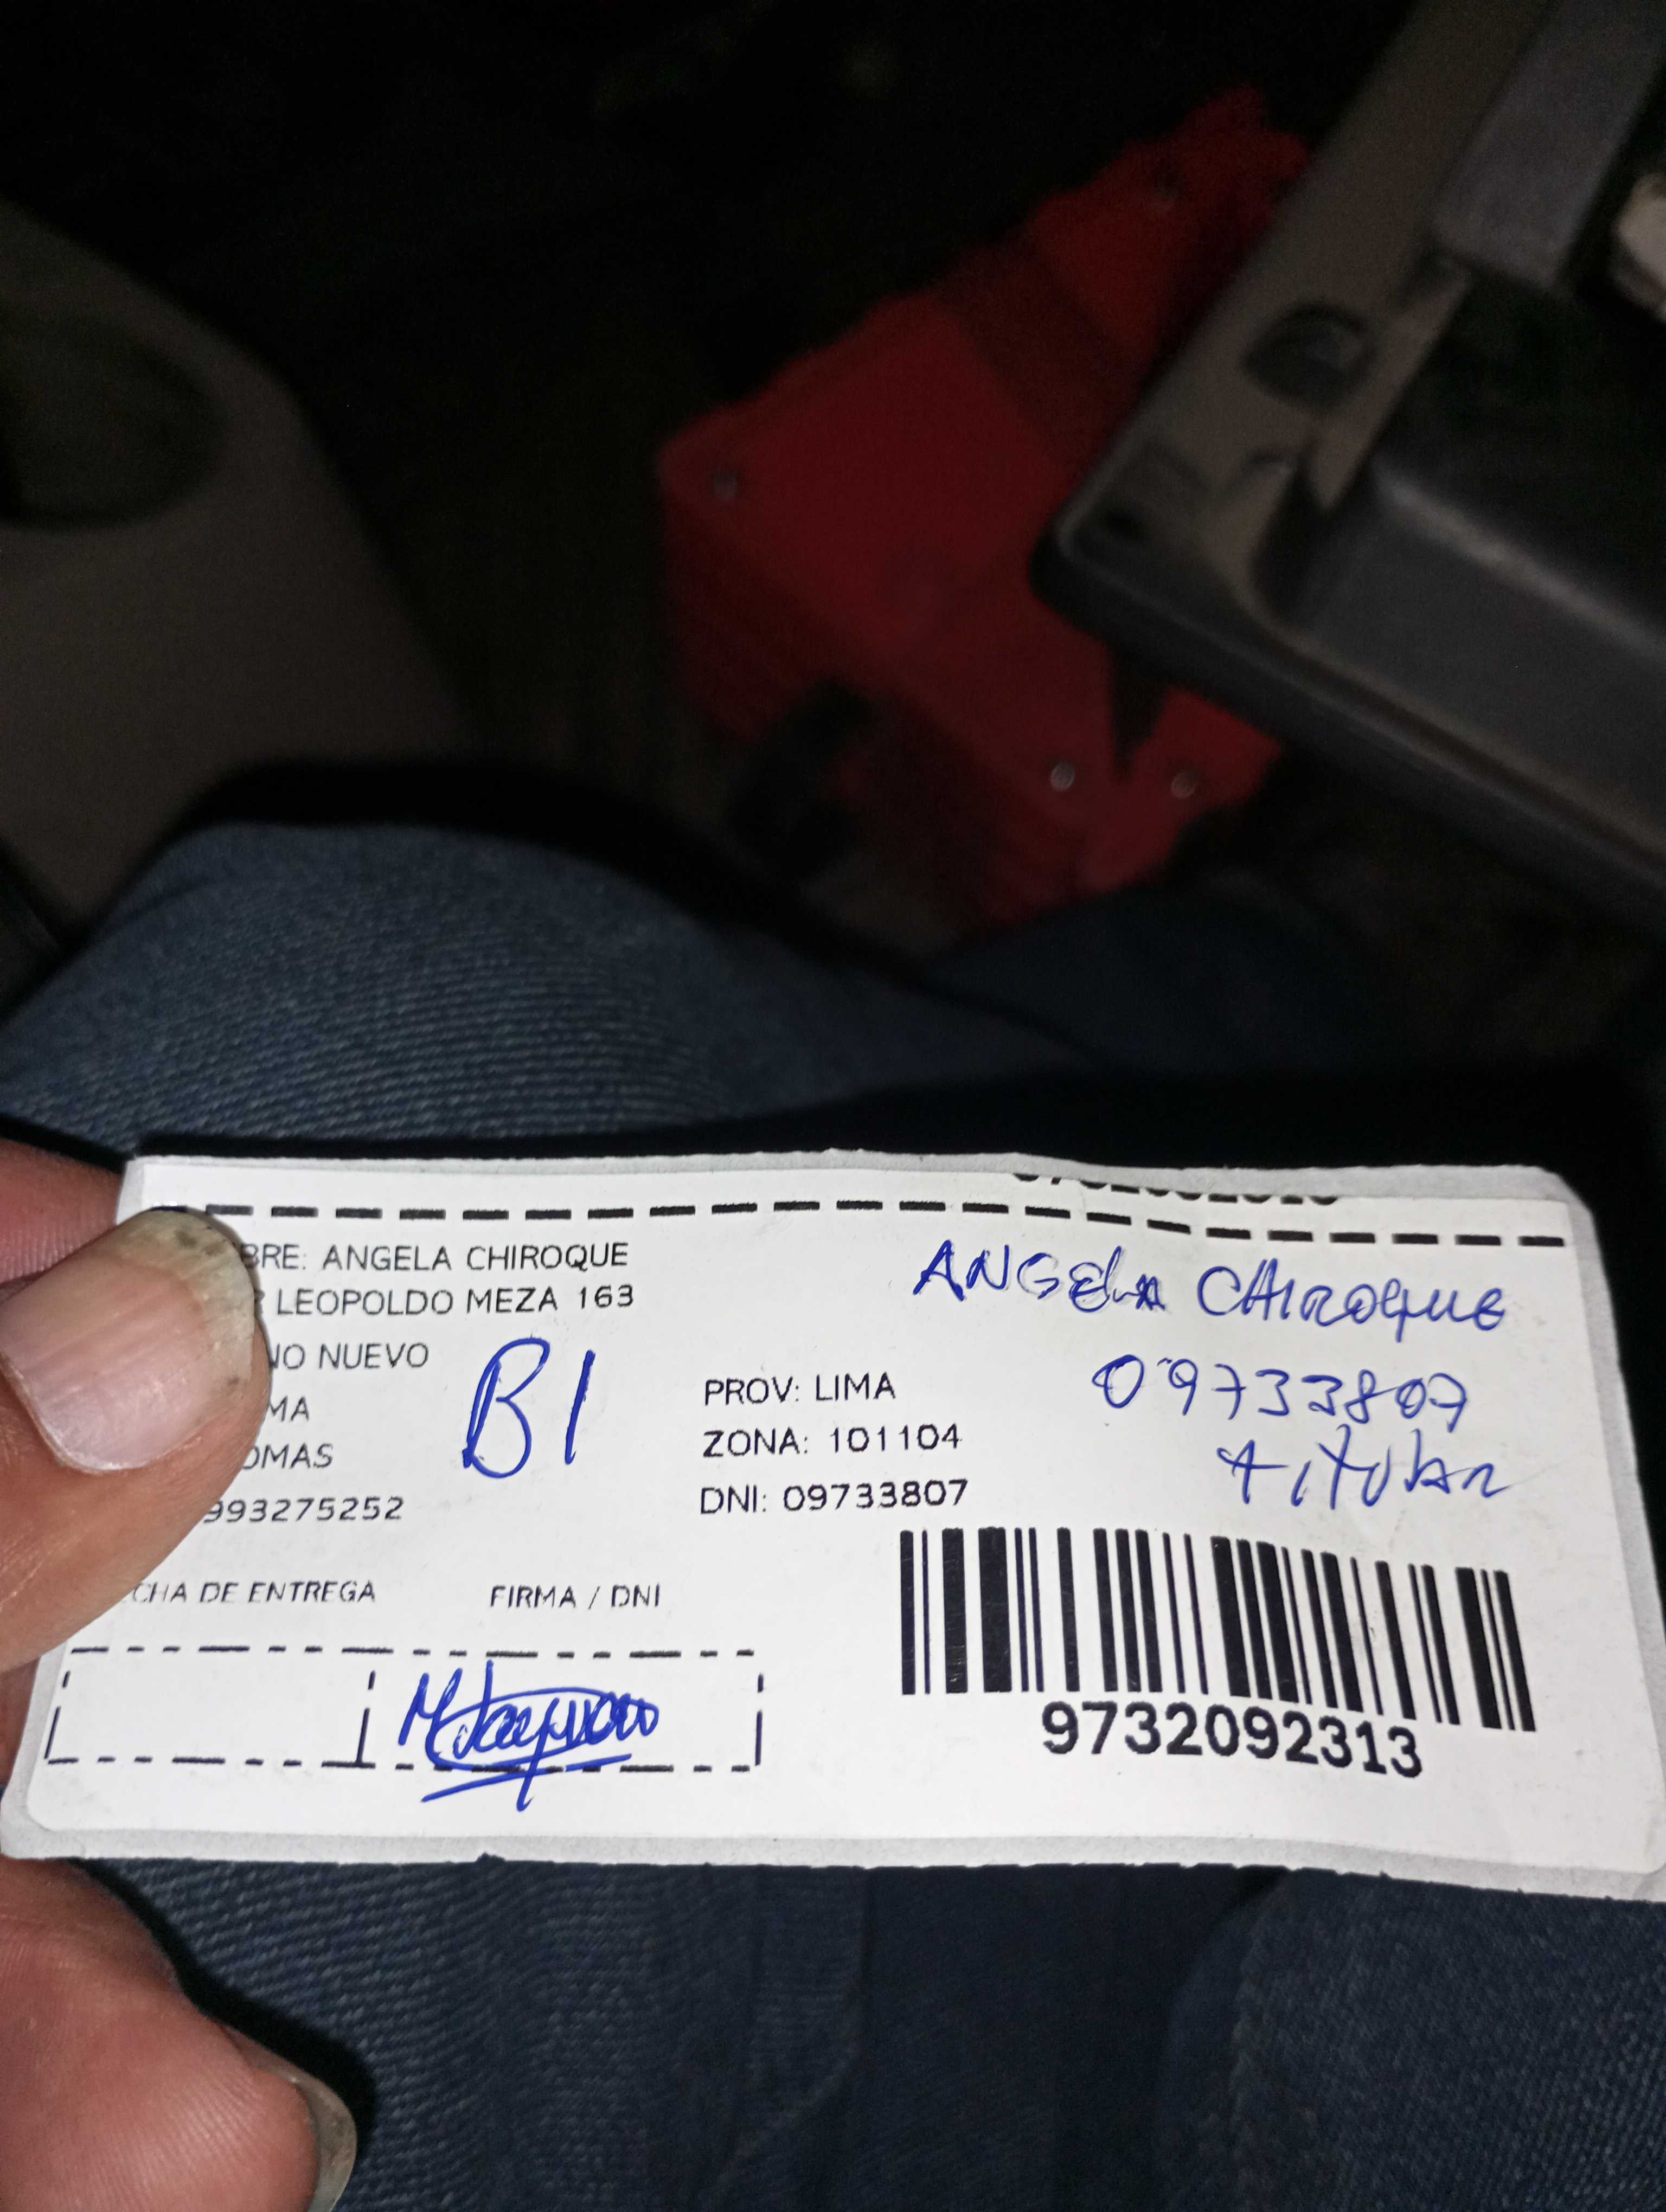 BRE: ANGELA CHIROQUE
LEOPOLDO MEZA 163
NO NUEVO
MA
OMAS
993275252
B1
PROV: LIMA
ZONA: 101104
DNI: 09733807
ANGELA CHIROQUE
09733807
titular
CHA DE ENTREGA
FIRMA / DNI
9732092313